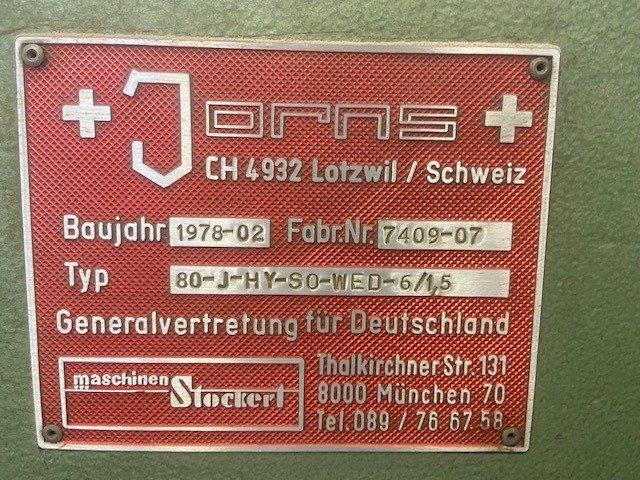 Jorns
CH 4932 Lotzwil / Schweiz
Baujahr 1978-02 Fabr.Nr. 7409-07
Typ 80-J-HY-SO-WED-6/1,5
Generalvertretung für Deutschland
maschinen Stockert
Thalkirchner Str. 131
8000 München 70
Tel. 089 / 76 67 58